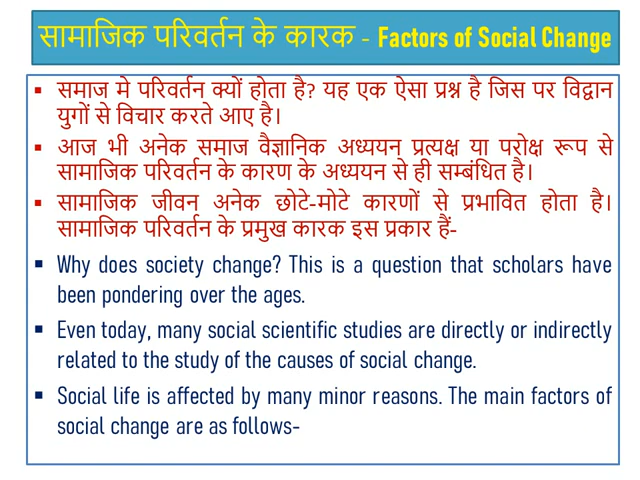 सामाजिक परिवर्तन के कारक - Factors of Social Change
▪ समाज मे परिवर्तन क्यों होता है? यह एक ऐसा प्रश्न है जिस पर विद्वान
युगों से विचार करते आए है।
▪ आज भी अनेक समाज वैज्ञानिक अध्ययन प्रत्यक्ष या परोक्ष रूप से
सामाजिक परिवर्तन के कारण के अध्ययन से ही सम्बंधित है।
▪ सामाजिक जीवन अनेक छोटे-मोटे कारणों से प्रभावित होता है।
सामाजिक परिवर्तन के प्रमुख कारक इस प्रकार हैं-
▪ Why does society change? This is a question that scholars have
been pondering over the ages.
▪ Even today, many social scientific studies are directly or indirectly
related to the study of the causes of social change.
▪ Social life is affected by many minor reasons. The main factors of
social change are as follows-